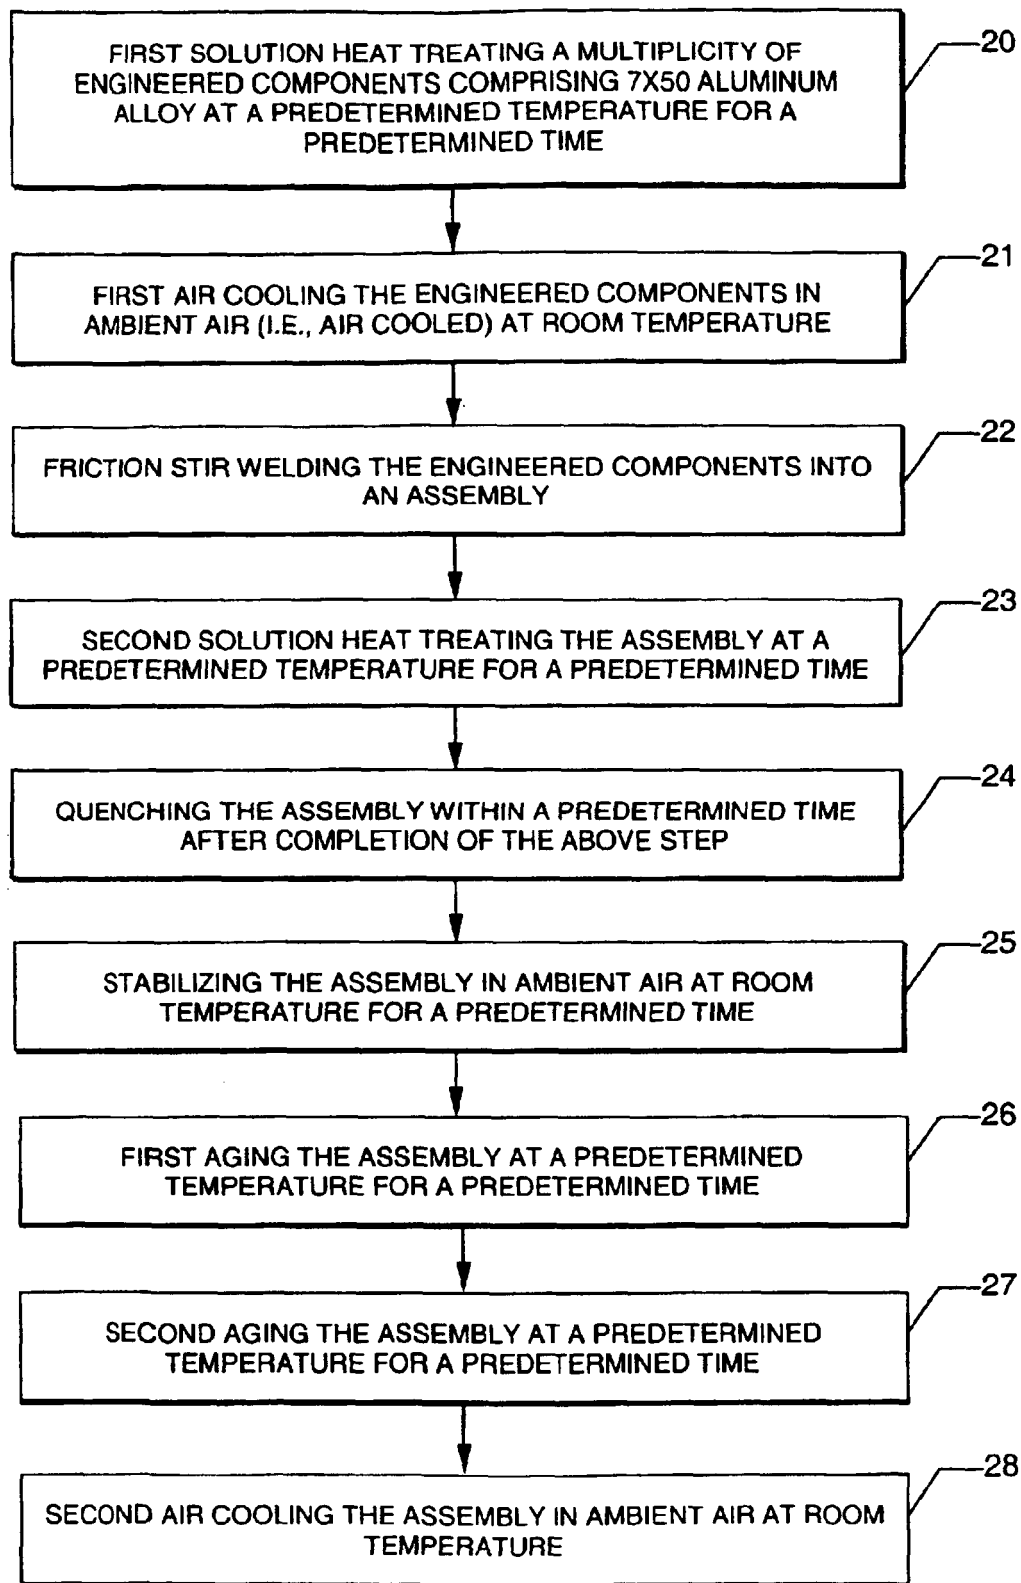 FIRST SOLUTION HEAT TREATING A MULTIPLICITY OF
ENGINEERED COMPONENTS COMPRISING 7X50 ALUMINUM
ALLOY AT A PREDETERMINED TEMPERATURE FOR A
PREDETERMINED TIME
20
FIRST AIR COOLING THE ENGINEERED COMPONENTS IN
AMBIENT AIR (I.E., AIR COOLED) AT ROOM TEMPERATURE
21
FRICTION STIR WELDING THE ENGINEERED COMPONENTS INTO
AN ASSEMBLY
22
SECOND SOLUTION HEAT TREATING THE ASSEMBLY AT A
PREDETERMINED TEMPERATURE FOR A PREDETERMINED TIME
23
QUENCHING THE ASSEMBLY WITHIN A PREDETERMINED TIME
AFTER COMPLETION OF THE ABOVE STEP
24
STABILIZING THE ASSEMBLY IN AMBIENT AIR AT ROOM
TEMPERATURE FOR A PREDETERMINED TIME
25
FIRST AGING THE ASSEMBLY AT A PREDETERMINED
TEMPERATURE FOR A PREDETERMINED TIME
26
SECOND AGING THE ASSEMBLY AT A PREDETERMINED
TEMPERATURE FOR A PREDETERMINED TIME
27
SECOND AIR COOLING THE ASSEMBLY IN AMBIENT AIR AT ROOM
TEMPERATURE
28